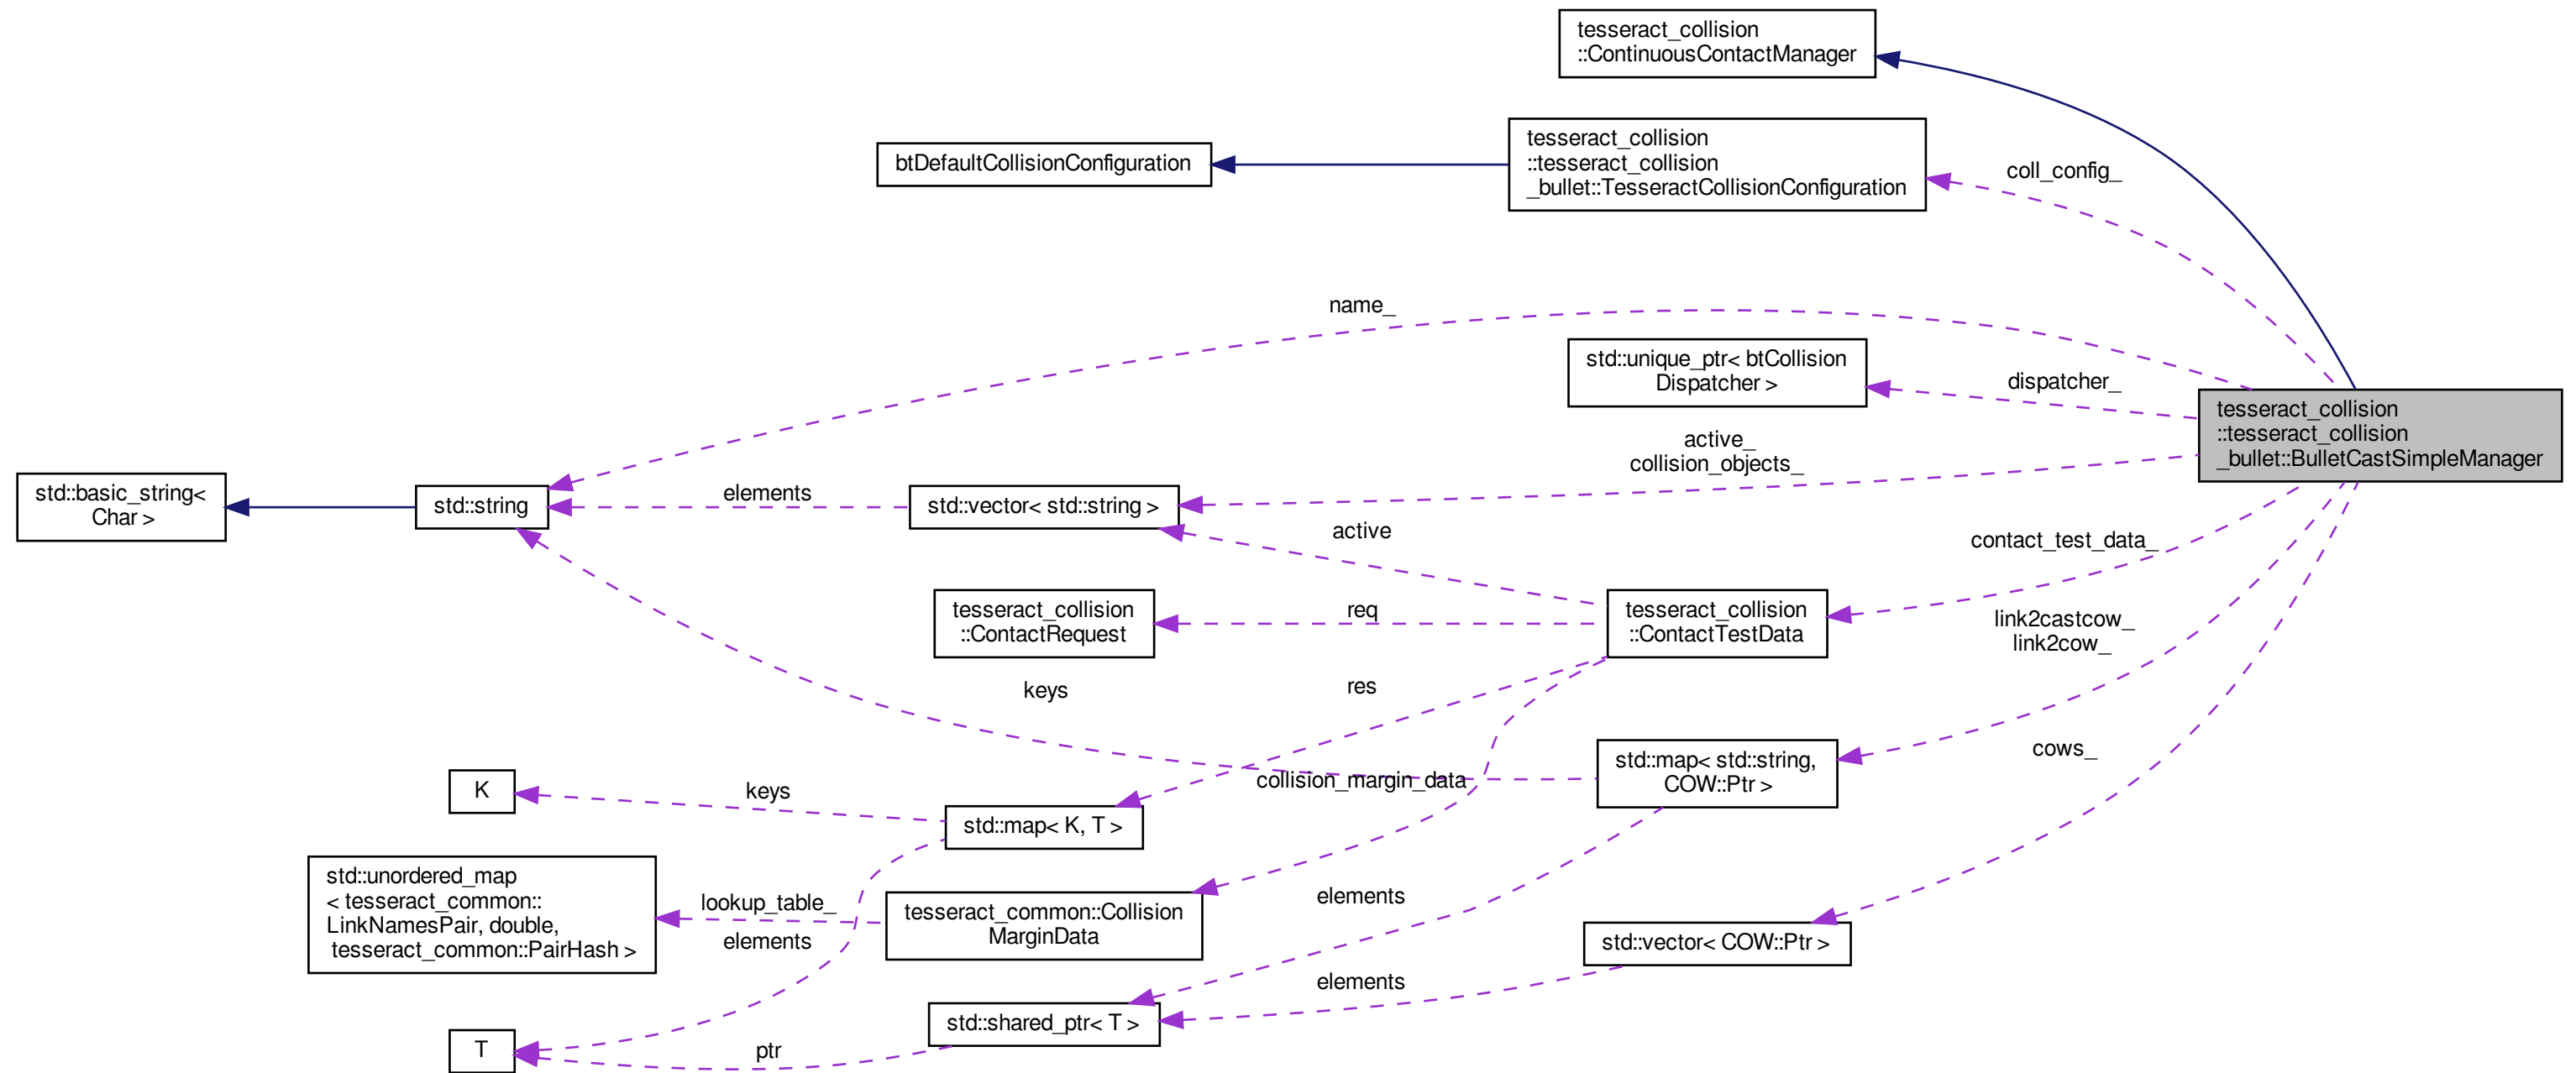 tesseract_collision
::ContinuousContactManager
tesseract_collision
::tesseract_collision
_bullet::TesseractCollisionConfiguration
btDefaultCollisionConfiguration
coll_config_
name_
std::unique_ptr< btCollision
Dispatcher >
dispatcher_
tesseract_collision
::tesseract_collision
_bullet::BulletCastSimpleManager
active_
collision_objects_
std::basic_string<
Char >
std::string
elements
std::vector< std::string >
active
contact_test_data_
tesseract_collision
::ContactRequest
req
tesseract_collision
::ContactTestData
link2castcow_
link2cow_
keys
res
collision_margin_data
std::map< std::string,
COW::Ptr >
cows_
K
keys
std::map< K, T >
std::unordered_map
< tesseract_common::
LinkNamesPair, double,
tesseract_common::PairHash >
lookup_table_
elements
tesseract_common::Collision
MarginData
elements
std::vector< COW::Ptr >
elements
std::shared_ptr< T >
T
ptr